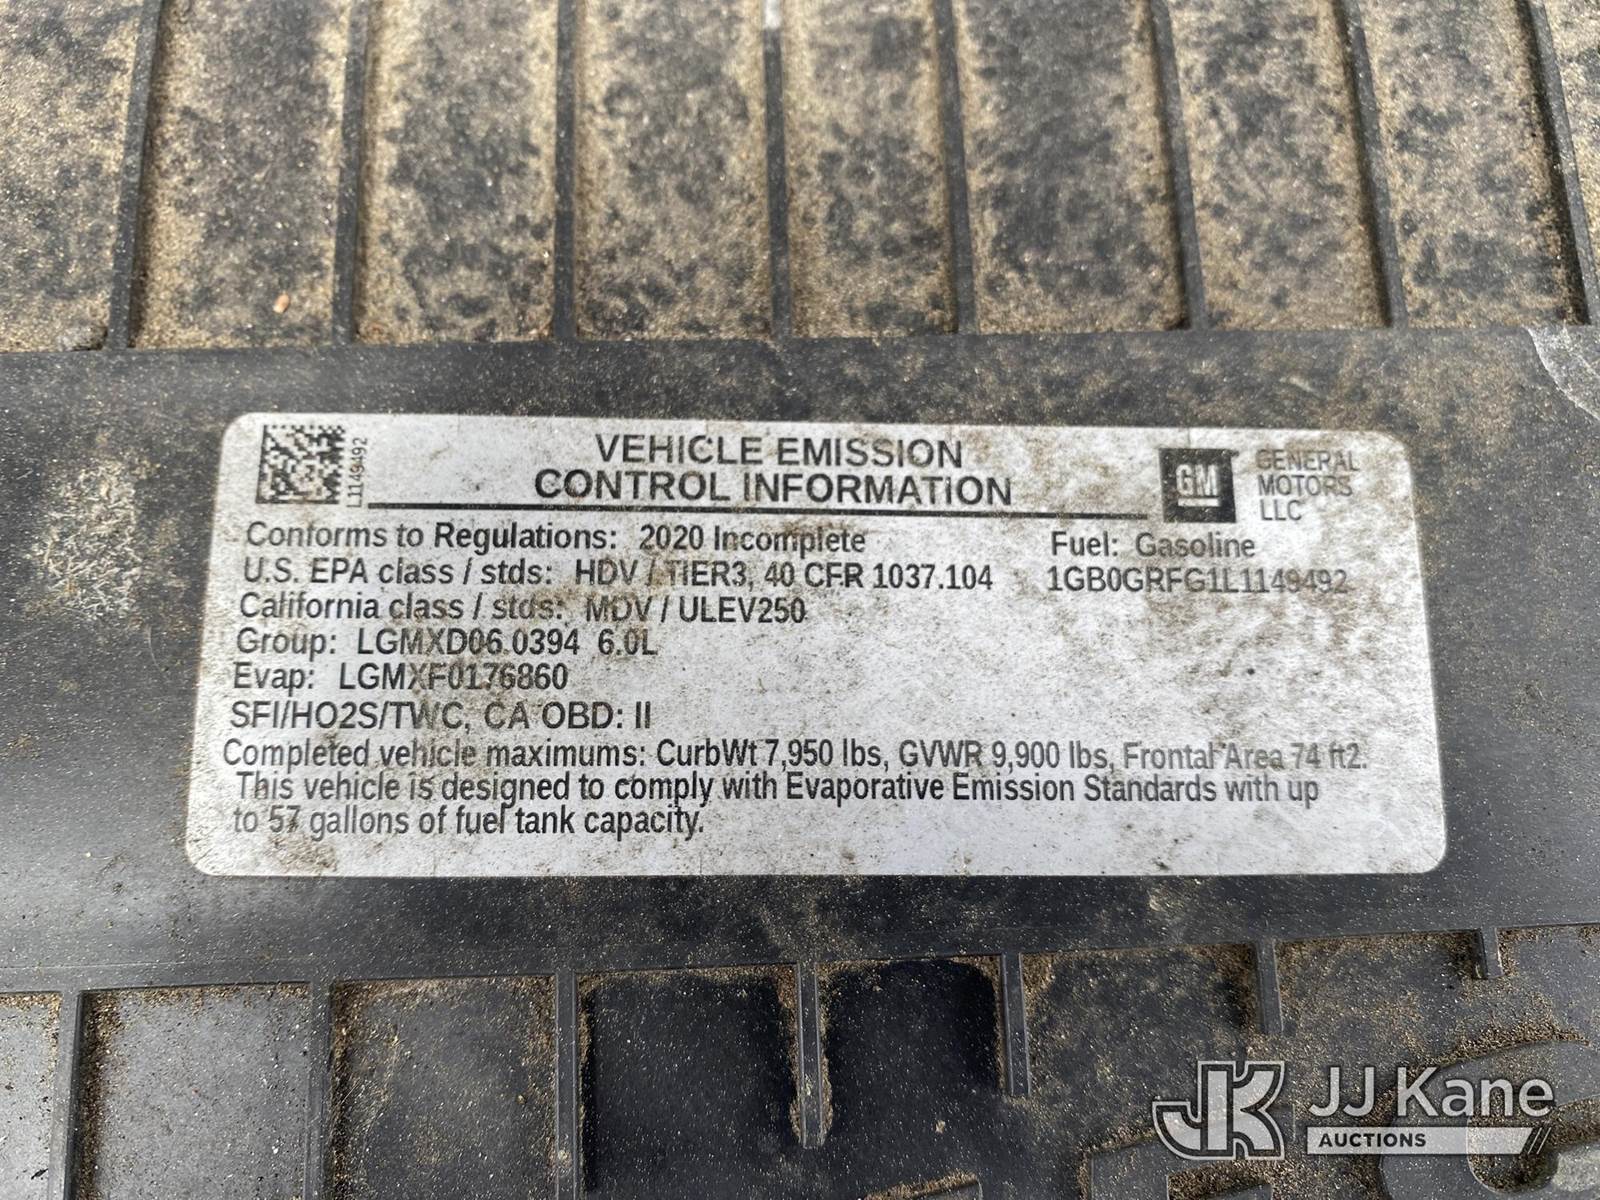 L1149492
VEHICLE EMISSION
CONTROL INFORMATION
GM
GENERAL
MOTORS
LLC
Conforms to Regulations: 2020 Incomplete
Fuel: Gasoline
U.S. EPA class / stds: HDV / TIER3, 40 CFR 1037.104
1GB0GRFG1L1149492
California class / stds: MDV / ULEV250
Group: LGMXD06.0394 6.0L
Evap: LGMXF0176860
SFI/HO2S/TWC, CA OBD: II
Completed vehicle maximums: CurbWt 7,950 lbs, GVWR 9,900 lbs, Frontal Area 74 ft2.
This vehicle is designed to comply with Evaporative Emission Standards with up
to 57 gallons of fuel tank capacity.
JK
JJ Kane
AUCTIONS